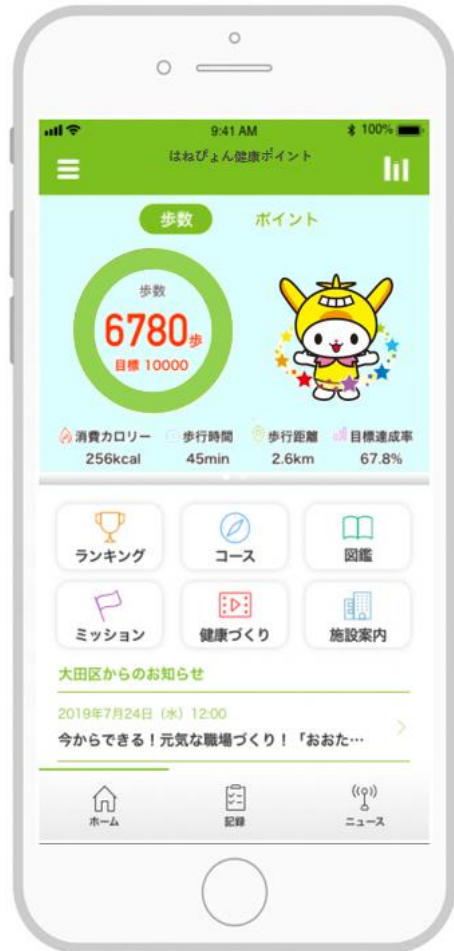 9:41 AM
100%
はねぴょん健康ポイント
歩数
ポイント
歩数
6780歩
目標 10000
消費カロリー
歩行時間
歩行距離
目標達成率
256kcal
45min
2.6km
67.8%
ランキング
コース
図鑑
ミッション
健康づくり
施設案内
大田区からのお知らせ
2019年7月24日（水）12:00
今からできる！元気な職場づくり！「おおた…
ホーム
記録
ニュース